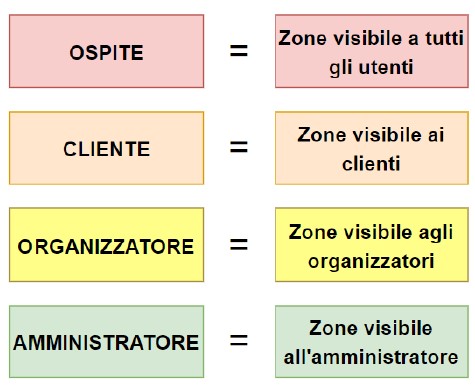 OSPITE = Zone visibile a tutti
gli utenti
CLIENTE = Zone visibile ai
clienti
ORGANIZZATORE = Zone visibile agli
organizzatori
AMMINISTRATORE = Zone visibile
all'amministratore